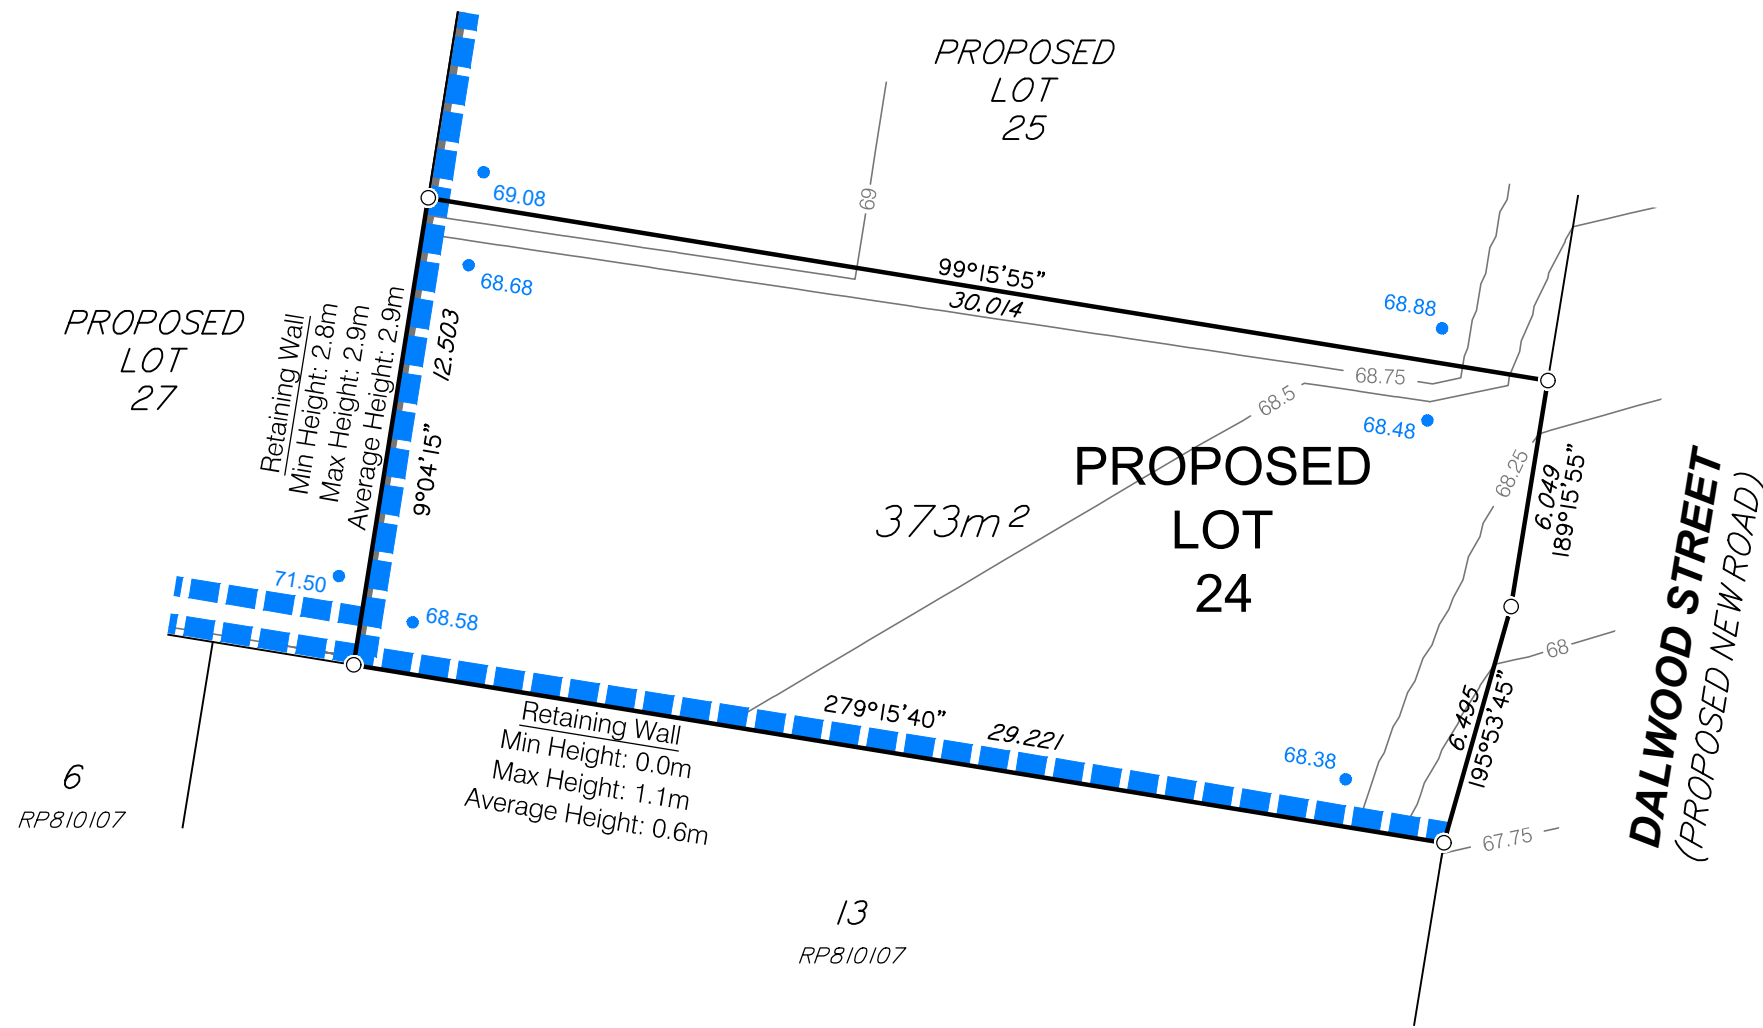 PROPOSED
LOT
25
69.08
69
68.68
99°15'55"
30.014
68.88
PROPOSED
LOT
27
Retaining Wall
Min Height: 2.8m
Max Height: 2.9m
Average Height: 2.9m
12.503
9°04'15"
68.75
68.5
68.48
PROPOSED
LOT
24
373m²
68.25
6.049
189°15'55"
DALWOOD STREET
(PROPOSED NEW ROAD)
71.50
68.58
68
6.495
195°53'45"
279°15'40"
29.221
Retaining Wall
Min Height: 0.0m
Max Height: 1.1m
Average Height: 0.6m
68.38
67.75
6
RP810107
13
RP810107